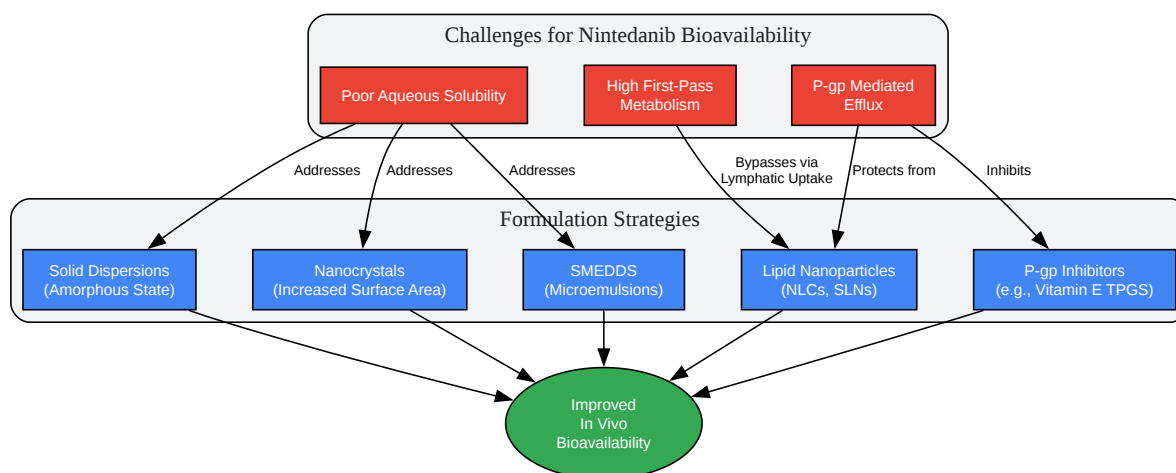 Challenges for Nintedanib Bioavailability
Poor Aqueous Solubility
High First-Pass
Metabolism
P-gp Mediated
Efflux
Addresses
Addresses
Addresses
Bypasses via
Lymphatic Uptake
Protects from
Inhibits
Formulation Strategies
Solid Dispersions
(Amorphous State)
Nanocrystals
(Increased Surface Area)
SMEDDS
(Microemulsions)
Lipid Nanoparticles
(NLCs, SLNs)
P-gp Inhibitors
(e.g., Vitamin E TPGS)
Improved
In Vivo
Bioavailability